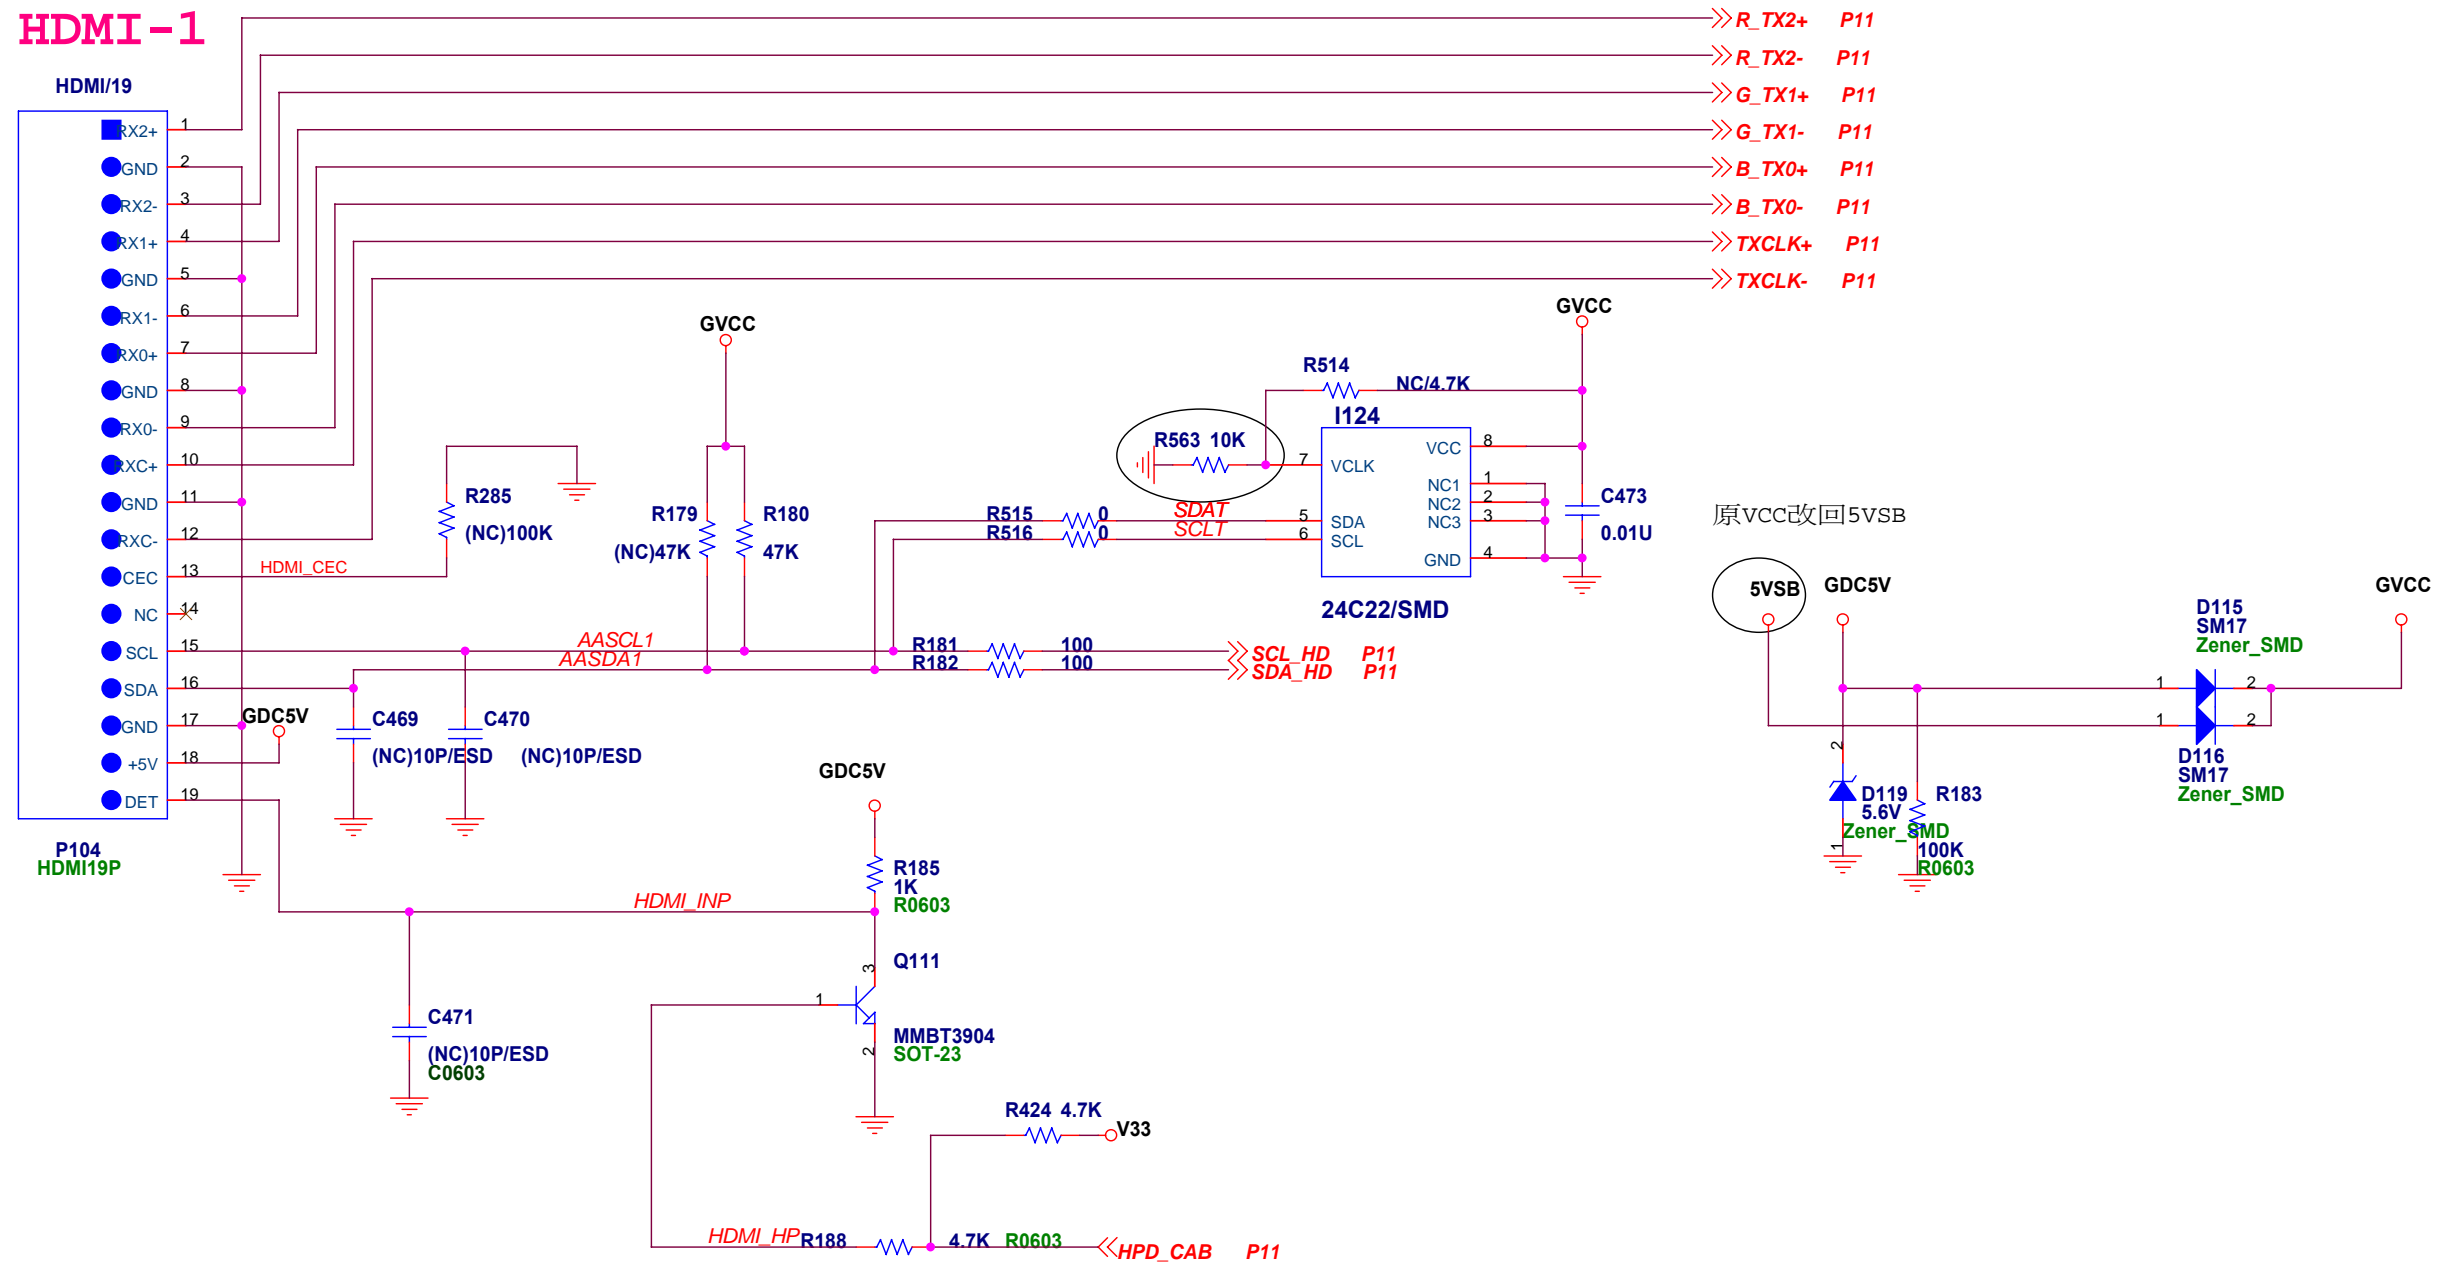 HDMI-1
HDMI/19
RX2+ 1
GND 2
RX2- 3
RX1+ 4
GND 5
RX1- 6
RX0+ 7
GND 8
RX0- 9
RXC+ 10
GND 11
RXC- 12
CEC 13
HDMI_CEC
NC 14
SCL 15
SDA 16
GND 17
+5V 18
DET 19
P104
HDMI19P
R_TX2+ P11
R_TX2- P11
G_TX1+ P11
G_TX1- P11
B_TX0+ P11
B_TX0- P11
TXCLK+ P11
TXCLK- P11
R285
(NC)100K
GVCC
R179
(NC)47K
R180
47K
AASCL1
AASDA1
GDC5V
C469
(NC)10P/ESD
C470
(NC)10P/ESD
R181 100
R182 100
SCL_HD P11
SDA_HD P11
R515 0
R516 0
SDAT
SCLT
R563 10K
R514
NC/4.7K
GVCC
I124
7 VCLK
5 SDA
6 SCL
VCC 8
NC1 1
NC2 2
NC3 3
GND 4
24C22/SMD
C473
0.01U
原VCC改回5VSB
5VSB
GDC5V
GVCC
D115
SM17
Zener_SMD
1 2
1 2
D116
SM17
Zener_SMD
2
D119
5.6V
Zener_SMD
1
R183
100K
R0603
GDC5V
R185
1K
R0603
HDMI_INP
C471
(NC)10P/ESD
C0603
Q111
3
1
2
MMBT3904
SOT-23
R424 4.7K
V33
HDMI_HP
R188 4.7K R0603
HPD_CAB P11